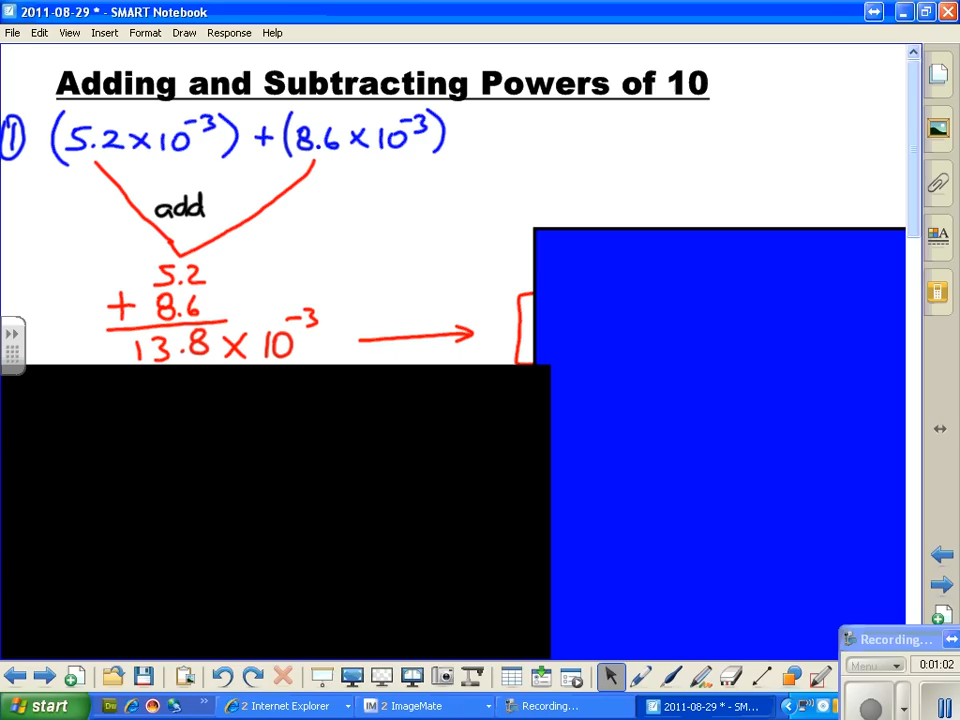 2011-08-29 * - SMART Notebook
File Edit View Insert Format Draw Response Help
Adding and Subtracting Powers of 10
① (5.2×10⁻³) + (8.6×10⁻³)
add
5.2
+ 8.6
13.8 × 10⁻³
Recording...
Menu
0:01:02
start
2 Internet Explorer
2 ImageMate
Recording...
2011-08-29 * - SM...